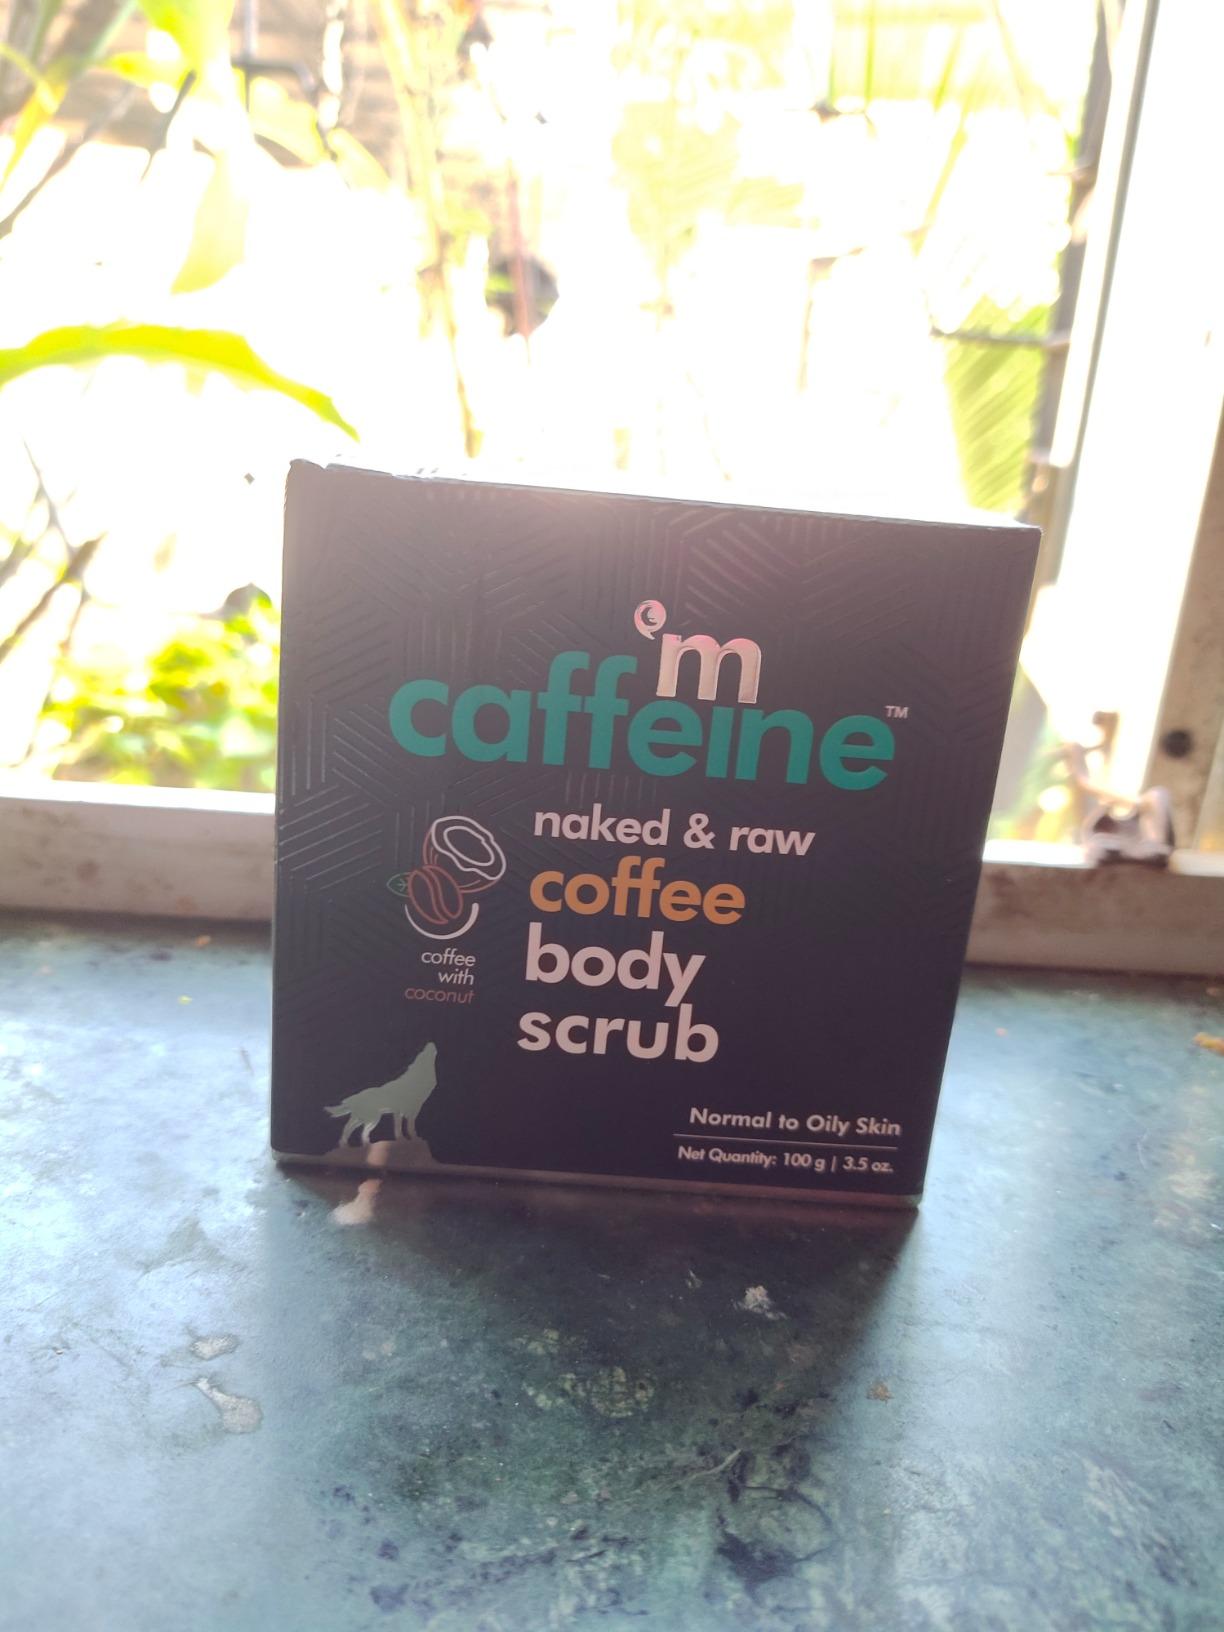 'm
caffeine™
naked & raw
coffee
body
scrub
coffee
with
coconut
Normal to Oily Skin
Net Quantity: 100 g | 3.5 oz.